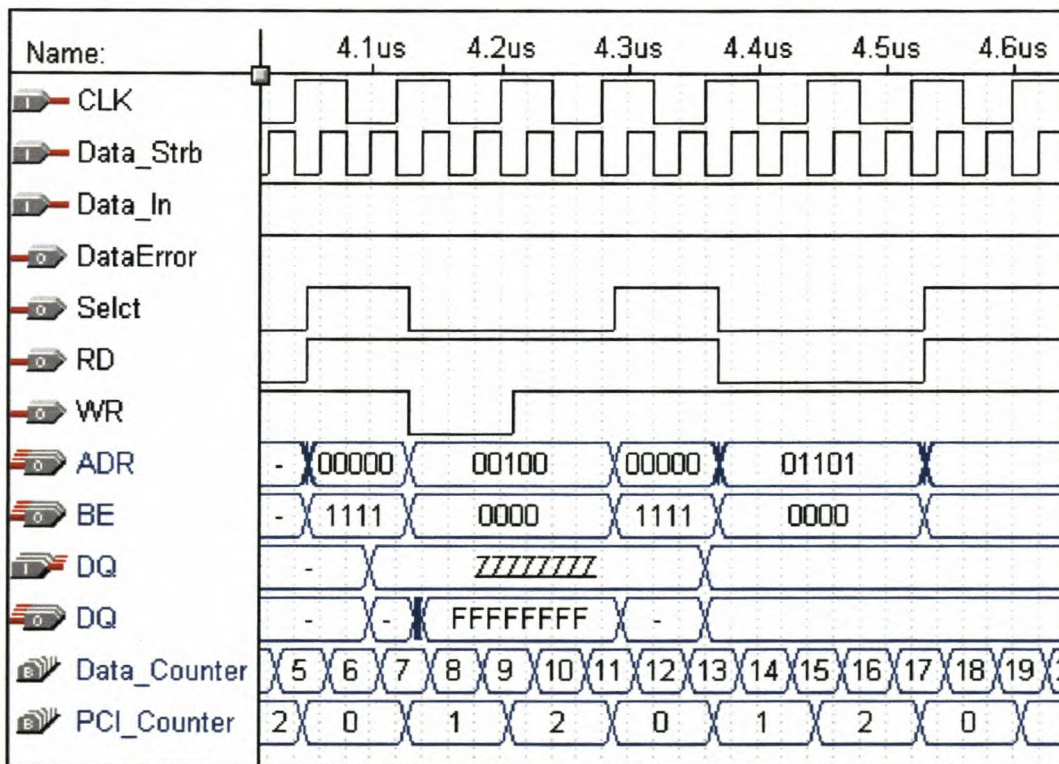 Name: 4.1us 4.2us 4.3us 4.4us 4.5us 4.6us
CLK
Data_Strb
Data_In
DataError
Selct
RD
WR
ADR - 00000 00100 00000 01101
BE - 1111 0000 1111 0000
DQ - ZZZZZZZZ
DQ - - FFFFFFFF -
Data_Counter 5 6 7 8 9 10 11 12 13 14 15 16 17 18 19
PCI_Counter 2 0 1 2 0 1 2 0